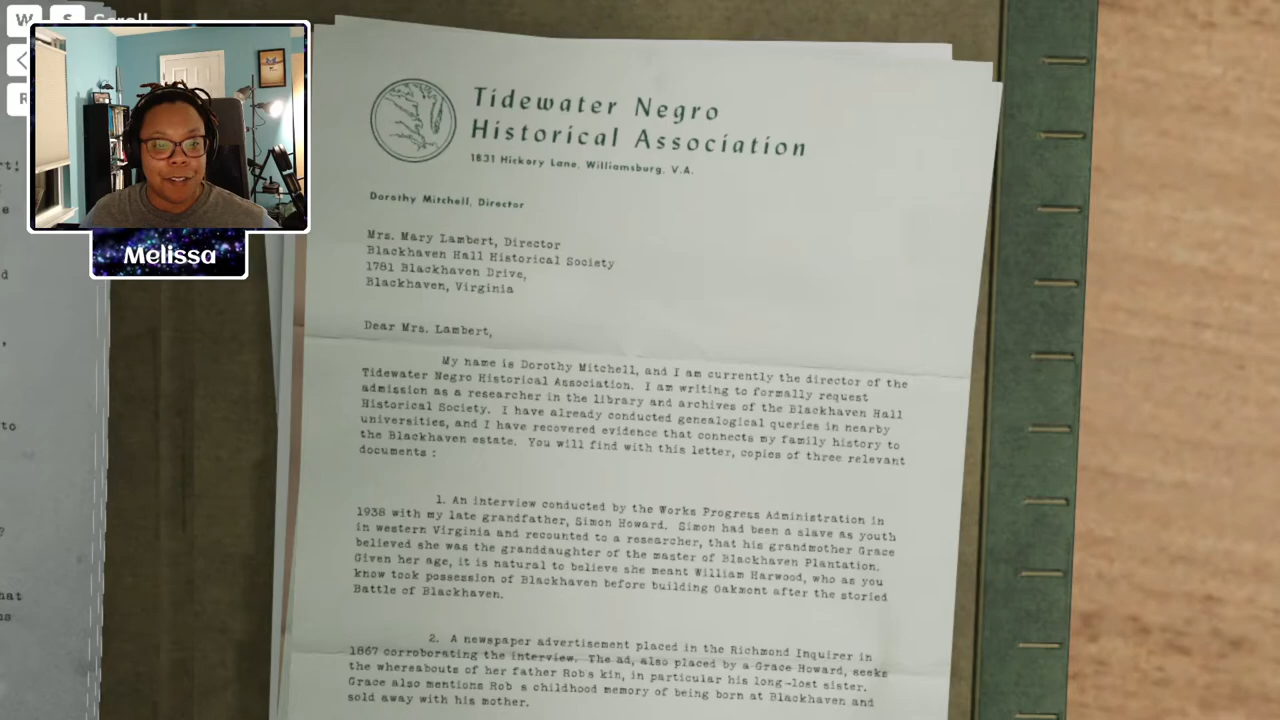 W S Scroll
<
R
Melissa
rt!
e
d
,
to
?
hat
s
Tidewater Negro
Historical Association
1831 Hickory Lane, Williamsburg, V.A.
Dorothy Mitchell, Director
Mrs. Mary Lambert, Director
Blackhaven Hall Historical Society
1781 Blackhaven Drive,
Blackhaven, Virginia
Dear Mrs. Lambert,
My name is Dorothy Mitchell, and I am currently the director of the
Tidewater Negro Historical Association. I am writing to formally request
admission as a researcher in the library and archives of the Blackhaven Hall
Historical Society. I have already conducted genealogical queries in nearby
universities, and I have recovered evidence that connects my family history to
the Blackhaven estate. You will find with this letter, copies of three relevant
documents :
1. An interview conducted by the Works Progress Administration in
1938 with my late grandfather, Simon Howard. Simon had been a slave as youth
in western Virginia and recounted to a researcher, that his grandmother Grace
believed she was the granddaughter of the master of Blackhaven Plantation.
Given her age, it is natural to believe she meant William Harwood, who as you
know took possession of Blackhaven before building Oakmont after the storied
Battle of Blackhaven.
2. A newspaper advertisement placed in the Richmond Inquirer in
1867 corroborating the interview. The ad, also placed by a Grace Howard, seeks
the whereabouts of her father Rob's kin, in particular his long-lost sister.
Grace also mentions Rob s childhood memory of being born at Blackhaven and
sold away with his mother.